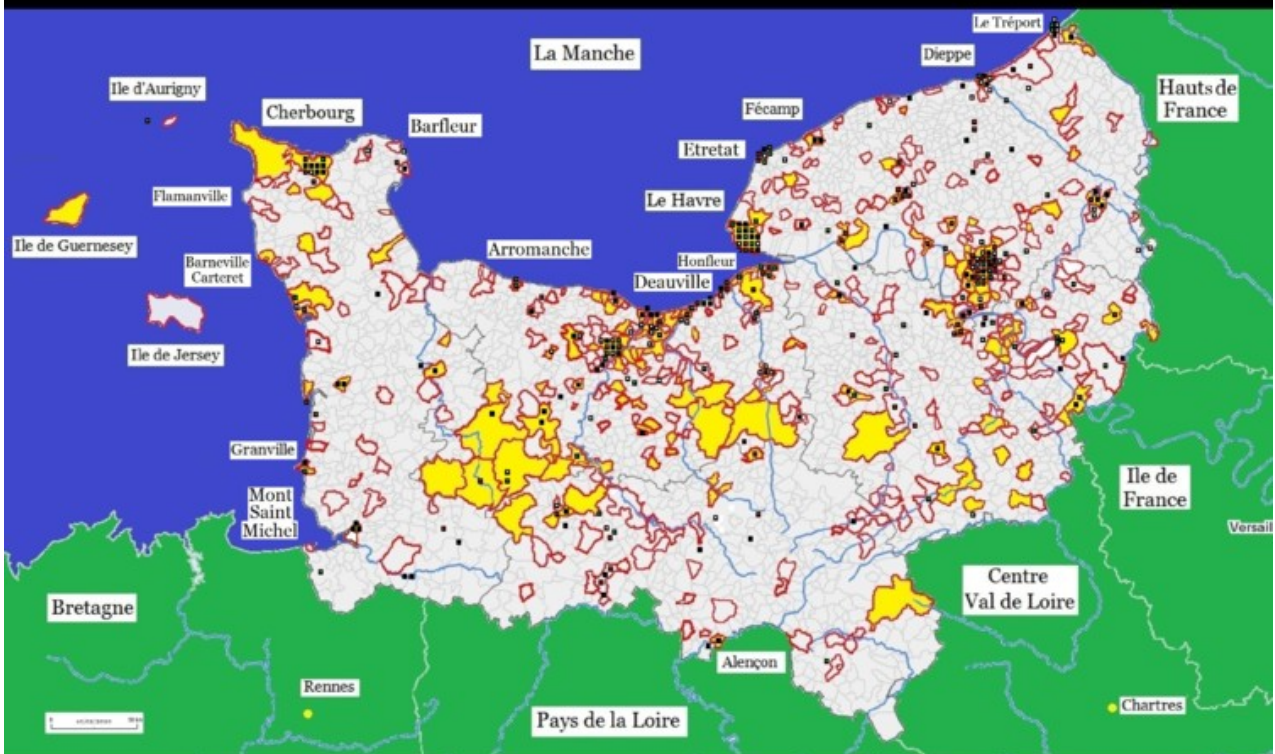 Le Tréport
La Manche
Dieppe
Ile d'Aurigny
Hauts de
France
Cherbourg
Fécamp
Barfleur
Etretat
Flamanville
Le Havre
Ile de Guernesey
Arromanche
Honfleur
Barneville
Carteret
Deauville
Ile de Jersey
Granville
Ile de
France
Mont
Saint
Michel
Versaill
Centre
Val de Loire
Bretagne
Alençon
Rennes
Chartres
Pays de la Loire